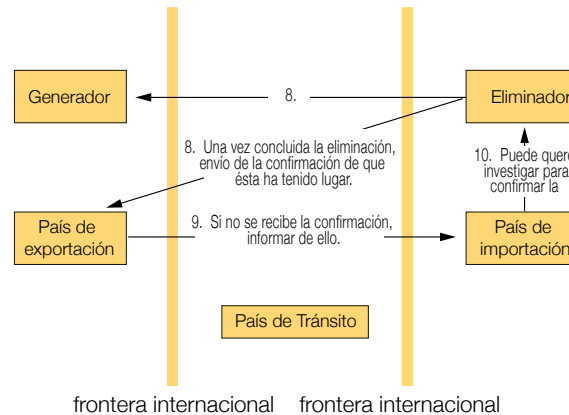 Generador
8.
Eliminador
8. Una vez concluida la eliminación,
envío de la confirmación de que
ésta ha tenido lugar.
10. Puede quere
investigar para
confirmar la
País de
exportación
9. Si no se recibe la confirmación,
informar de ello.
País de
importación
País de Tránsito
frontera internacional
frontera internacional